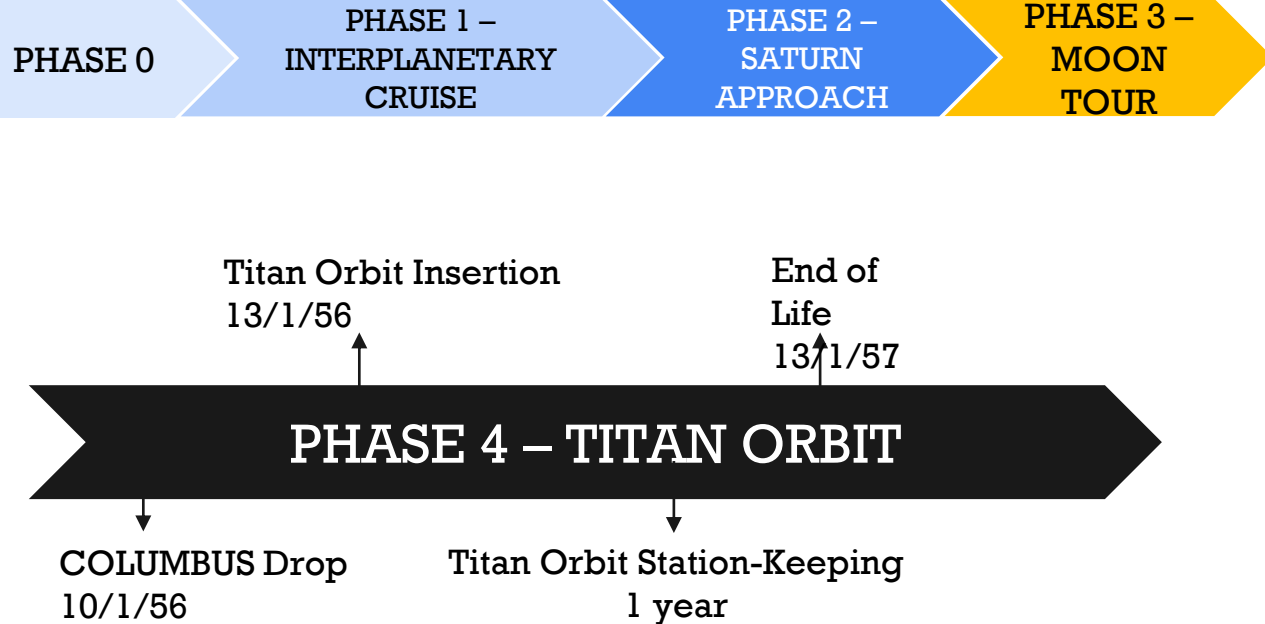 PHASE 0
PHASE 1 –
INTERPLANETARY
CRUISE
PHASE 2 –
SATURN
APPROACH
PHASE 3 –
MOON
TOUR
Titan Orbit Insertion
13/1/56
End of
Life
13/1/57
PHASE 4 – TITAN ORBIT
COLUMBUS Drop
10/1/56
Titan Orbit Station-Keeping
1 year